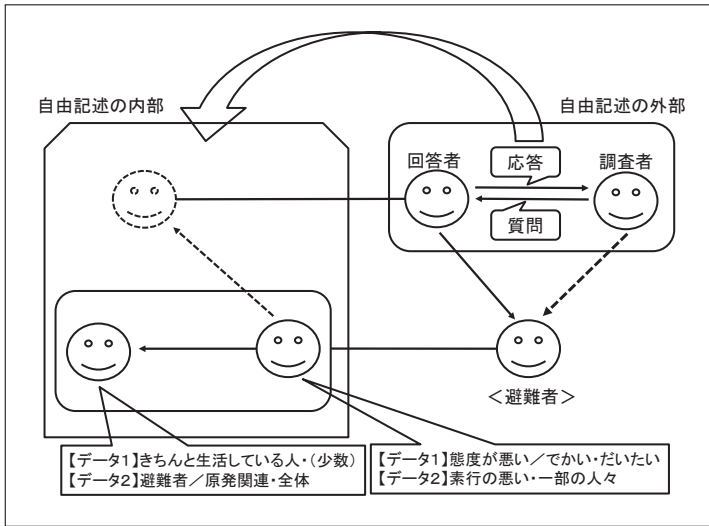 自由記述の内部
自由記述の外部
回答者
応答
調査者
質問
＜避難者＞
【データ1】きちんと生活している人・（少数）
【データ2】避難者／原発関連・全体
【データ1】態度が悪い／でかい・だいたい
【データ2】素行の悪い・一部の人々